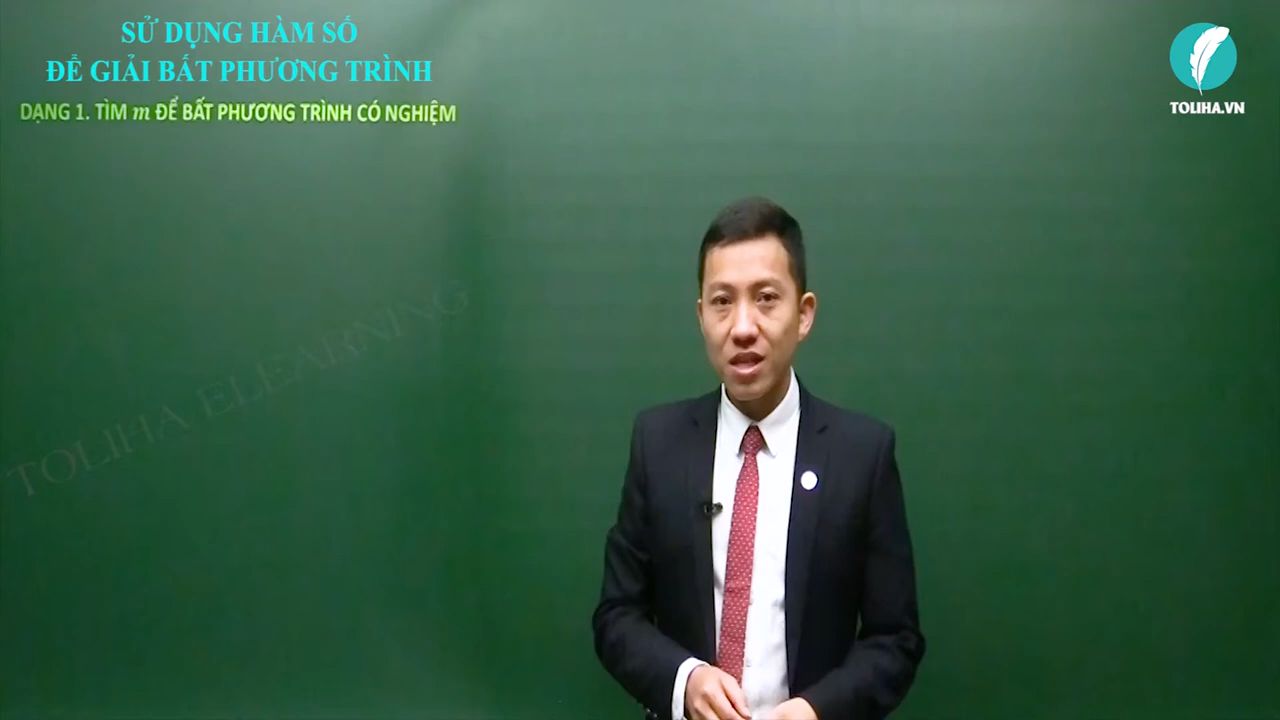 SỬ DỤNG HÀM SỐ
ĐỂ GIẢI BẤT PHƯƠNG TRÌNH
DẠNG 1. TÌM m ĐỂ BẤT PHƯƠNG TRÌNH CÓ NGHIỆM
TOLIHA.VN
TOLIHA ELEARNING